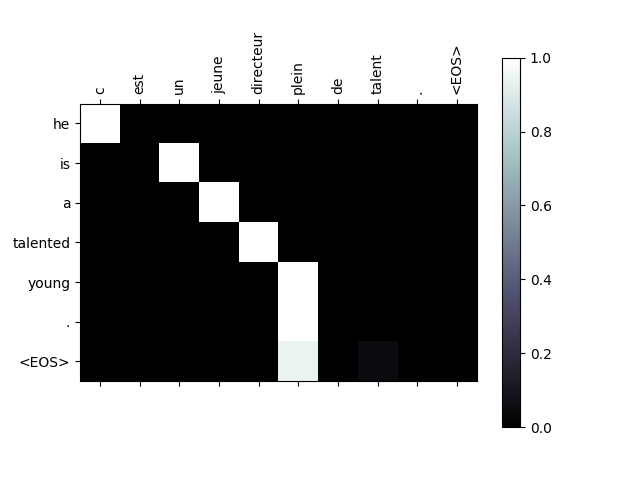 c est un jeune directeur plein de talent . <EOS>
he
is
a
talented
young
.
<EOS>
1.0
0.8
0.6
0.4
0.2
0.0